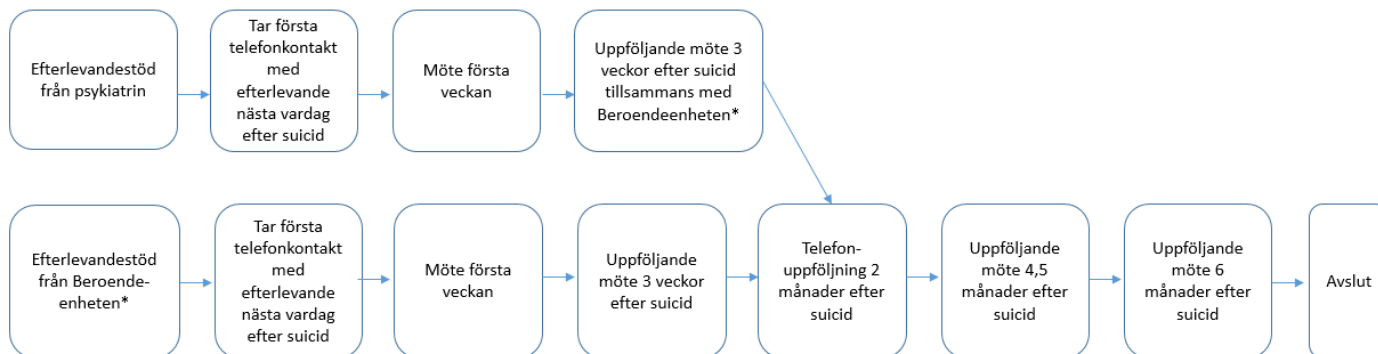 Efterlevandestöd
från psykiatrin
Tar första
telefonkontakt
med
efterlevande
nästa vardag
efter suicid
Möte första
veckan
Uppföljande möte 3
veckor efter suicid
tillsammans med
Beroendeenheten*
Efterlevandestöd
från Beroende-
enheten*
Tar första
telefonkontakt
med
efterlevande
nästa vardag
efter suicid
Möte första
veckan
Uppföljande
möte 3 veckor
efter suicid
Telefon-
uppföljning 2
månader efter
suicid
Uppföljande
möte 4,5
månader efter
suicid
Uppföljande
möte 6
månader efter
suicid
Avslut